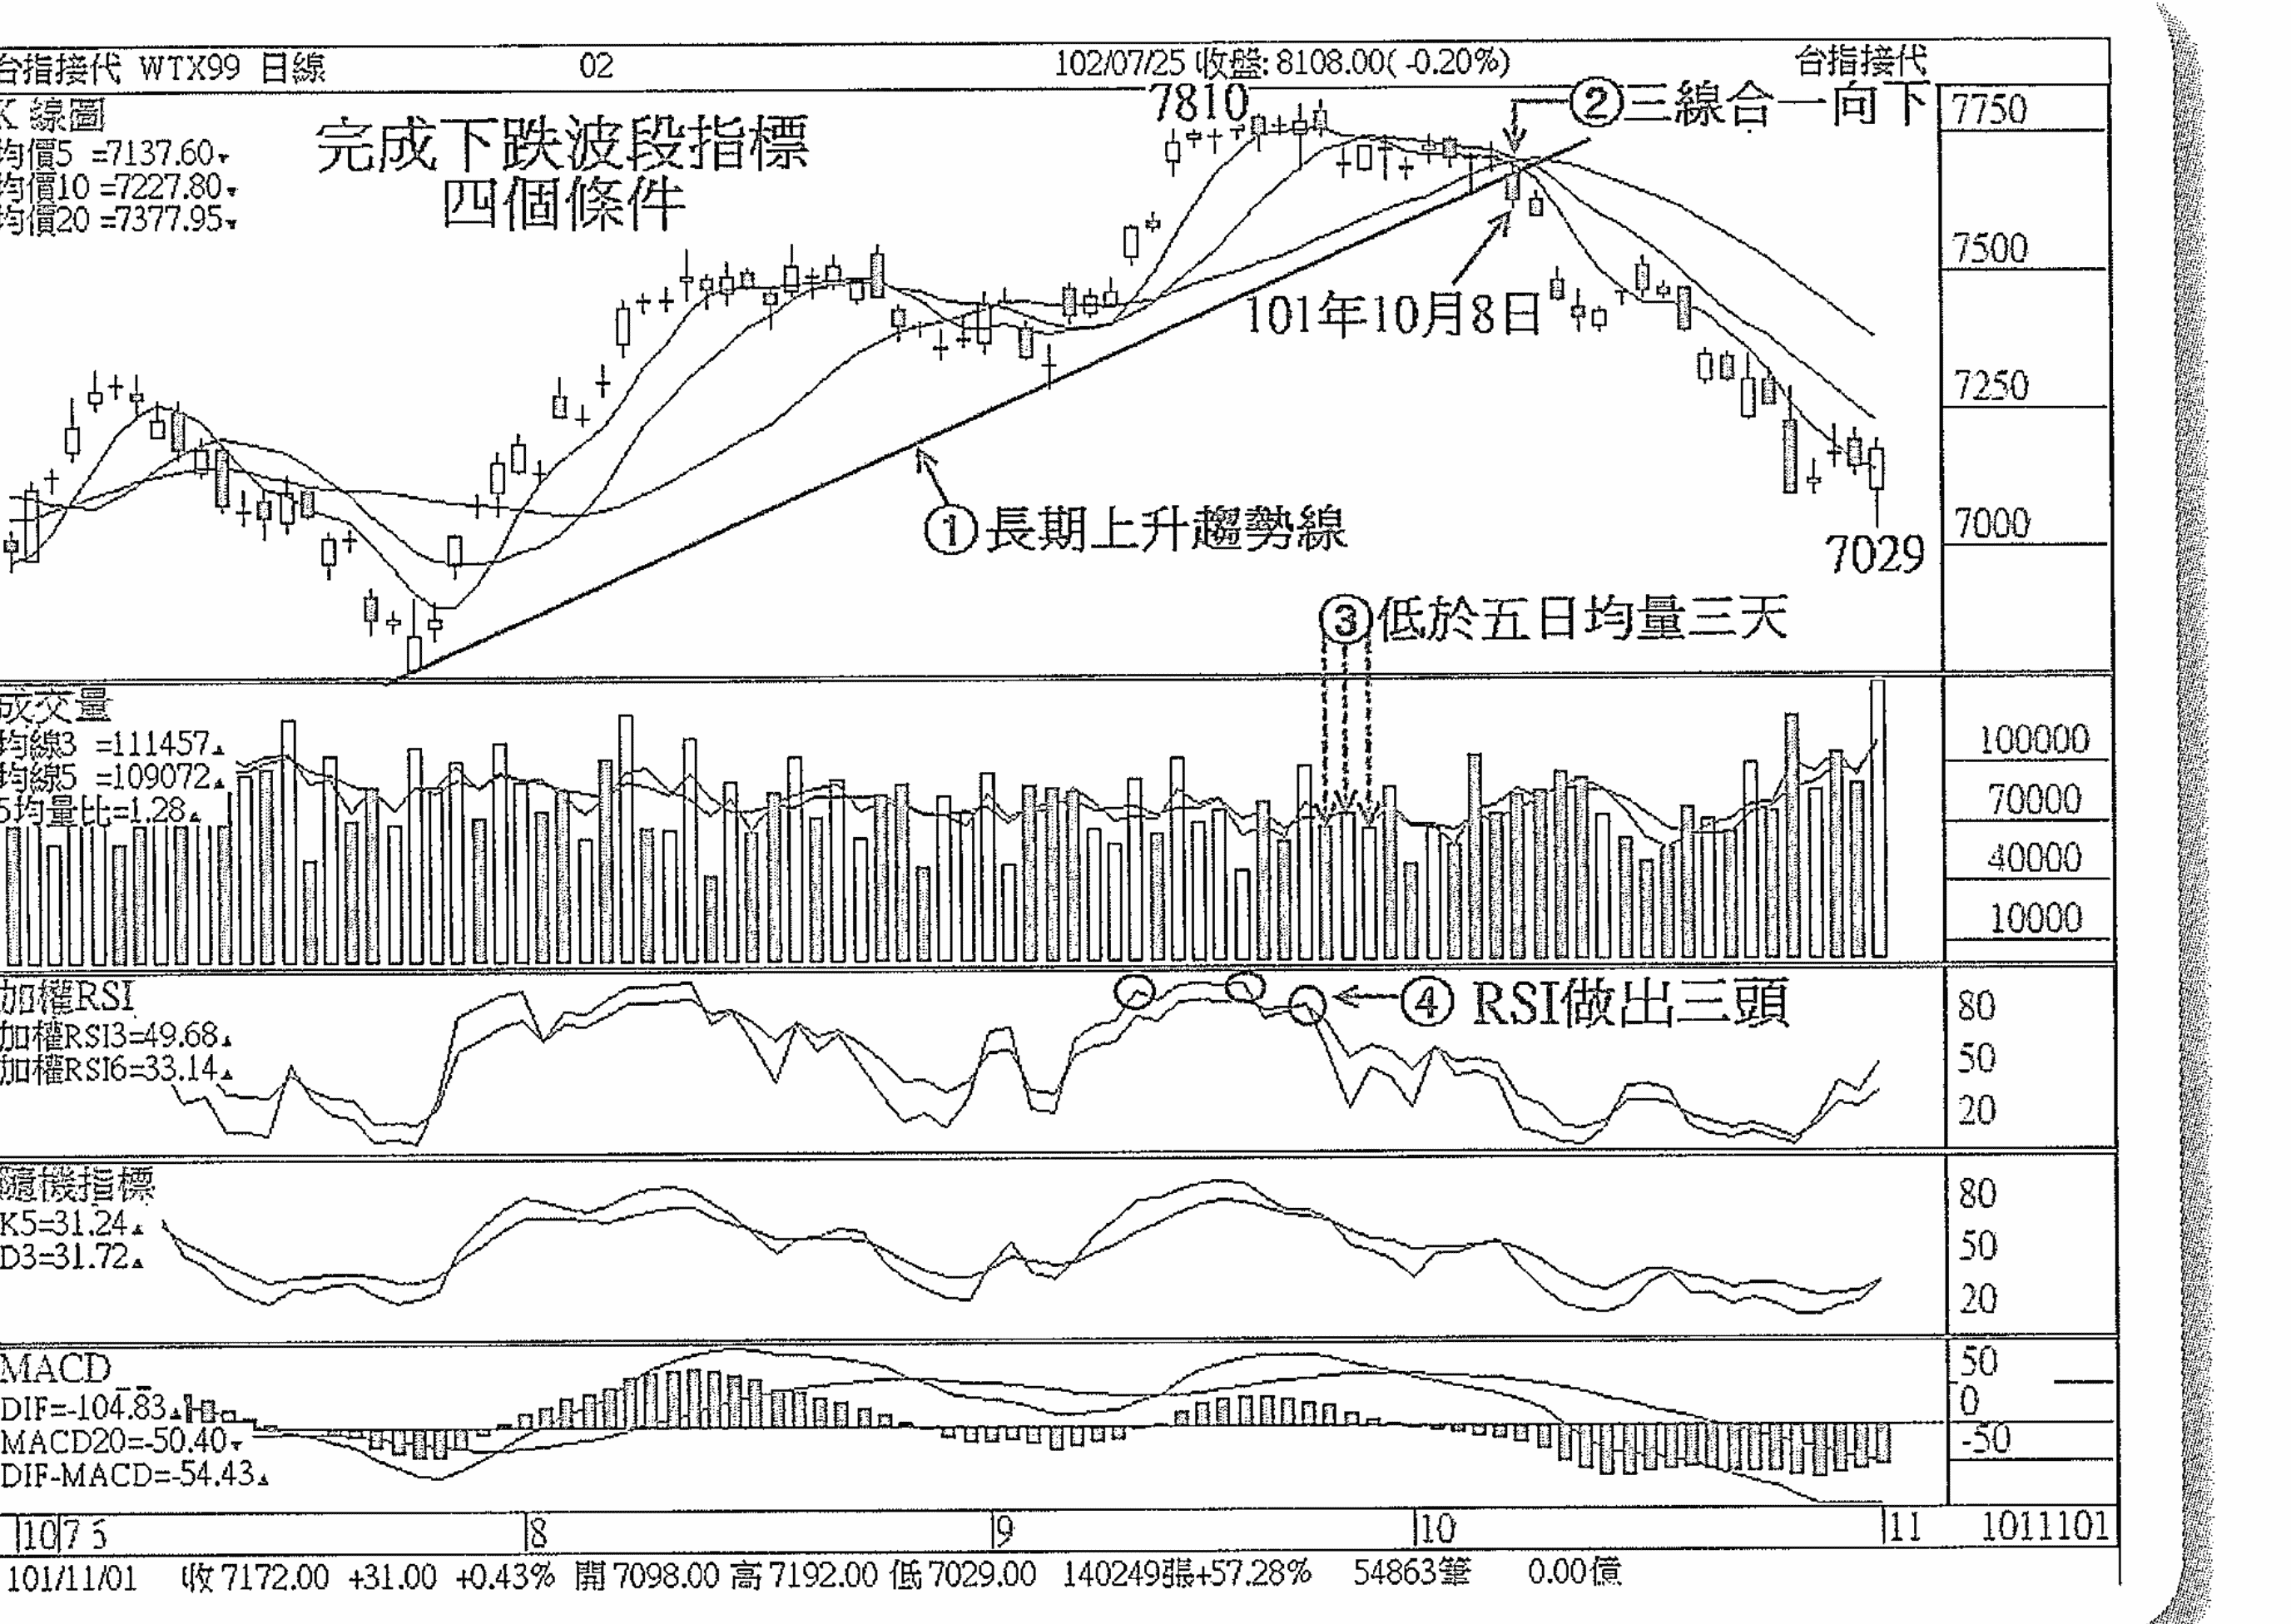 台指接代 WTX99 日線 02 102/07/25 收盤: 8108.00( -0.20%) 台指接代
K 線圖
均價5 =7137.60▼
均價10 =7227.80▼
均價20 =7377.95▼
完成下跌波段指標
四個條件
7810
②三線合一向下
7750
7500
7250
7000
101年10月8日
①長期上升趨勢線
7029
③低於五日均量三天
成交量
均線3 =111457▲
均線5 =109072▲
5均量比=1.28▲
100000
70000
40000
10000
加權RSI
加權RSI3=49.68▲
加權RSI6=33.14▲
④ RSI做出三頭
80
50
20
隨機指標
K5=31.24▲
D3=31.72▲
80
50
20
MACD
DIF=-104.83▲
MACD20=-50.40▼
DIF-MACD=-54.43▲
50
0
-50
8 9 10 11 1011101
101/11/01 收 7172.00 +31.00 +0.43% 開 7098.00 高 7192.00 低 7029.00 140249張+57.28% 54863筆 0.00億